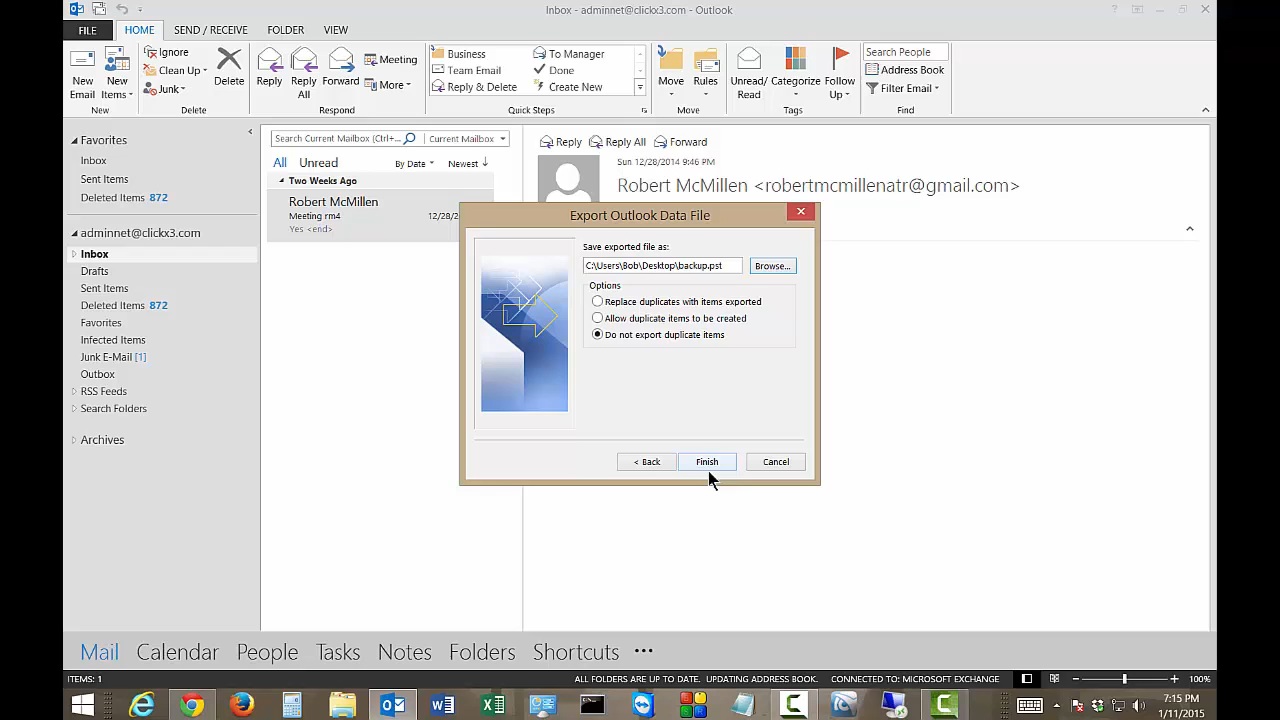 Inbox - adminnet@clickx3.com - Outlook
FILE HOME SEND / RECEIVE FOLDER VIEW
New Email
New Items
New
Ignore
Clean Up
Junk
Delete
Delete
Reply
Reply All
Forward
Meeting
More
Respond
Business
Team Email
Reply & Delete
To Manager
Done
Create New
Quick Steps
Move
Rules
Move
Unread/ Read
Categorize
Follow Up
Tags
Search People
Address Book
Filter Email
Find
Favorites
Inbox
Sent Items
Deleted Items 872
adminnet@clickx3.com
Inbox
Drafts
Sent Items
Deleted Items 872
Favorites
Infected Items
Junk E-Mail [1]
Outbox
RSS Feeds
Search Folders
Archives
Search Current Mailbox (Ctrl+... Current Mailbox
All Unread By Date Newest
Two Weeks Ago
Robert McMillen
Meeting rm4 12/28/2
Yes <end>
Reply Reply All Forward
Sun 12/28/2014 9:46 PM
Robert McMillen <robertmcmillenatr@gmail.com>
Export Outlook Data File
Save exported file as:
C:\Users\Bob\Desktop\backup.pst Browse...
Options
Replace duplicates with items exported
Allow duplicate items to be created
Do not export duplicate items
< Back Finish Cancel
Mail Calendar People Tasks Notes Folders Shortcuts ...
ITEMS: 1 ALL FOLDERS ARE UP TO DATE. UPDATING ADDRESS BOOK. CONNECTED TO: MICROSOFT EXCHANGE 100%
7:15 PM
1/11/2015